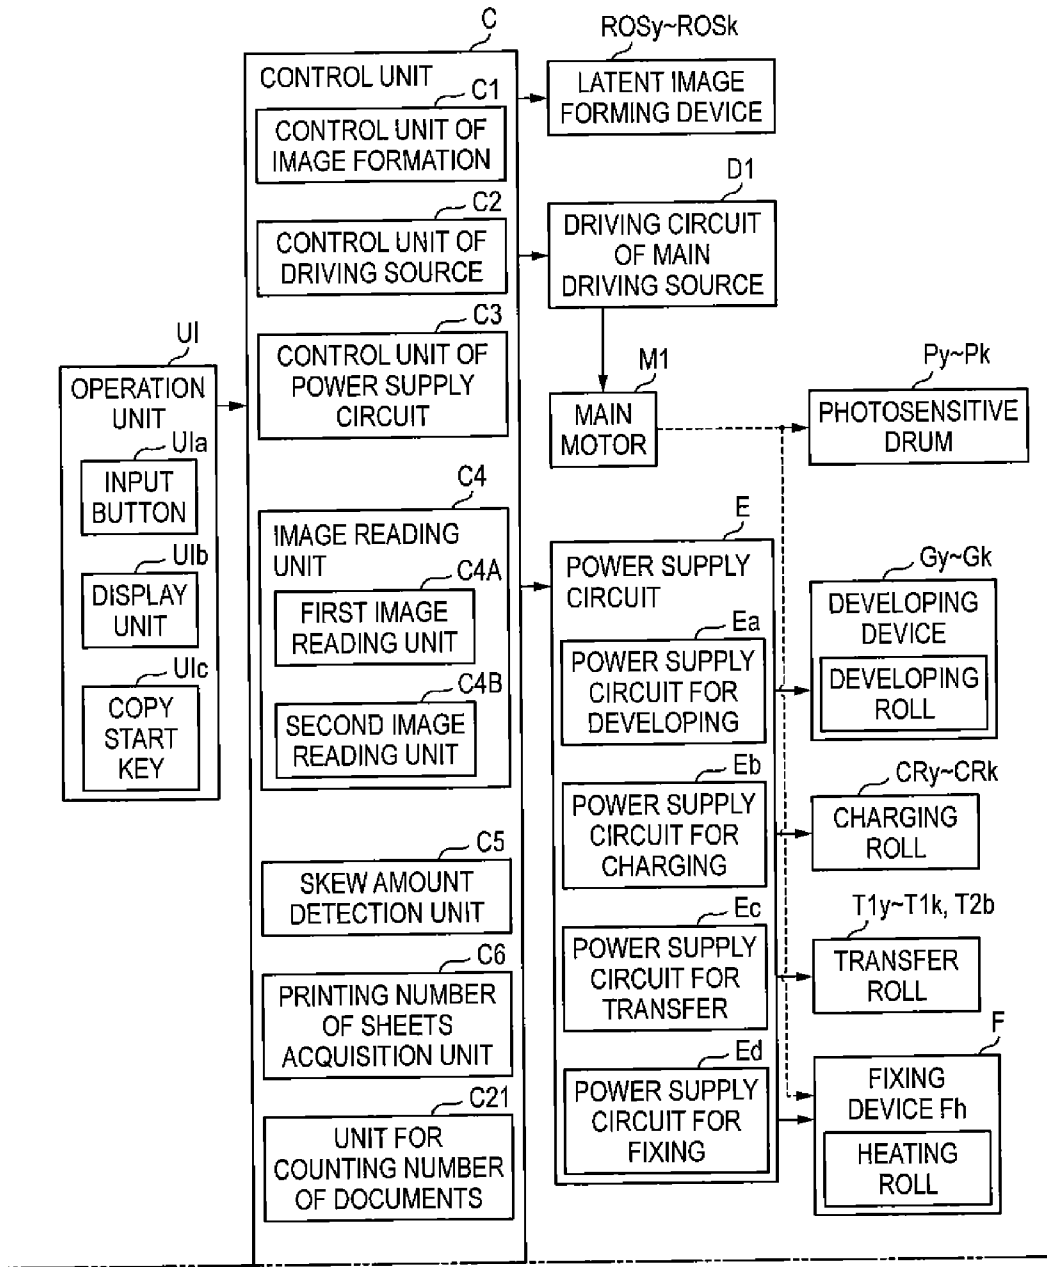 UI
OPERATION
UNIT
UIa
INPUT
BUTTON
UIb
DISPLAY
UNIT
UIc
COPY
START
KEY
C
CONTROL UNIT
C1
CONTROL UNIT OF
IMAGE FORMATION
C2
CONTROL UNIT OF
DRIVING SOURCE
C3
CONTROL UNIT OF
POWER SUPPLY
CIRCUIT
C4
IMAGE READING
UNIT
C4A
FIRST IMAGE
READING UNIT
C4B
SECOND IMAGE
READING UNIT
C5
SKEW AMOUNT
DETECTION UNIT
C6
PRINTING NUMBER
OF SHEETS
ACQUISITION UNIT
C21
UNIT FOR
COUNTING NUMBER
OF DOCUMENTS
ROSy~ROSk
LATENT IMAGE
FORMING DEVICE
D1
DRIVING CIRCUIT
OF MAIN
DRIVING SOURCE
M1
MAIN
MOTOR
Py~Pk
PHOTOSENSITIVE
DRUM
E
POWER SUPPLY
CIRCUIT
Ea
POWER SUPPLY
CIRCUIT FOR
DEVELOPING
Eb
POWER SUPPLY
CIRCUIT FOR
CHARGING
Ec
POWER SUPPLY
CIRCUIT FOR
TRANSFER
Ed
POWER SUPPLY
CIRCUIT FOR
FIXING
Gy~Gk
DEVELOPING
DEVICE
DEVELOPING
ROLL
CRy~CRk
CHARGING
ROLL
T1y~T1k, T2b
TRANSFER
ROLL
F
FIXING
DEVICE Fh
HEATING
ROLL